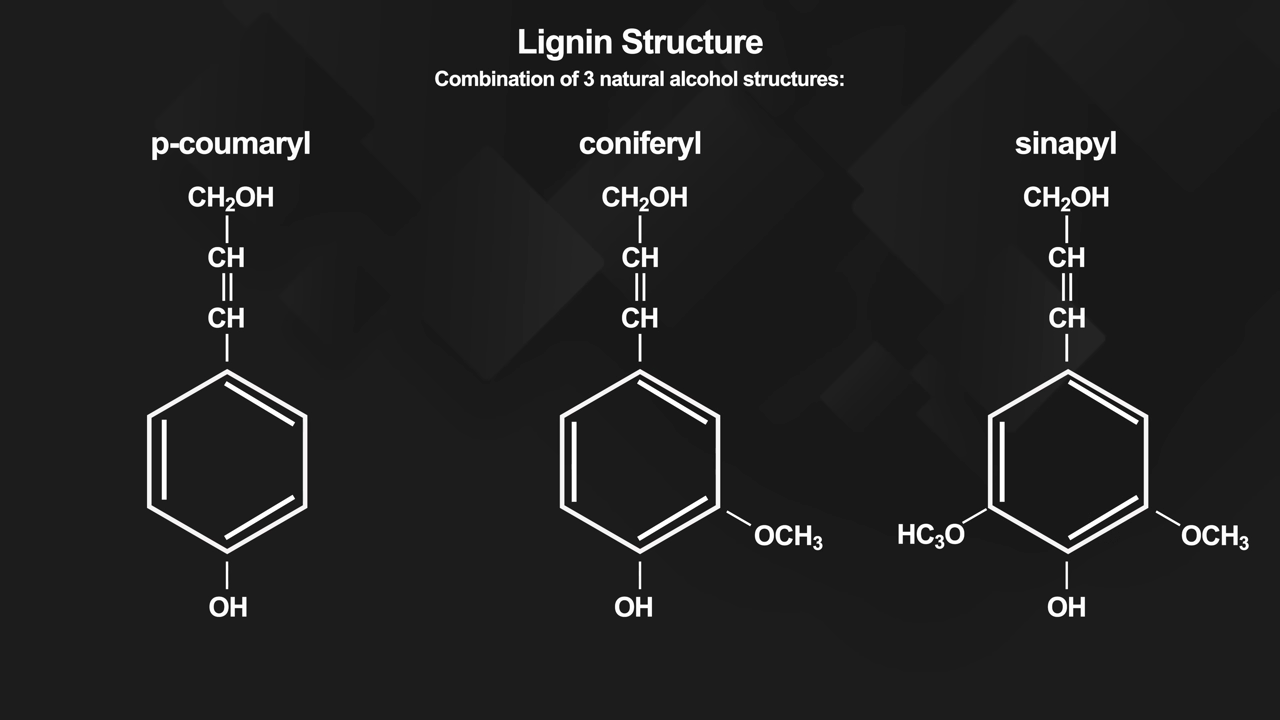 Lignin Structure
Combination of 3 natural alcohol structures:
p-coumaryl
CH₂OH
CH
CH
OH
coniferyl
CH₂OH
CH
CH
OCH₃
OH
sinapyl
CH₂OH
CH
CH
HC₃O
OCH₃
OH